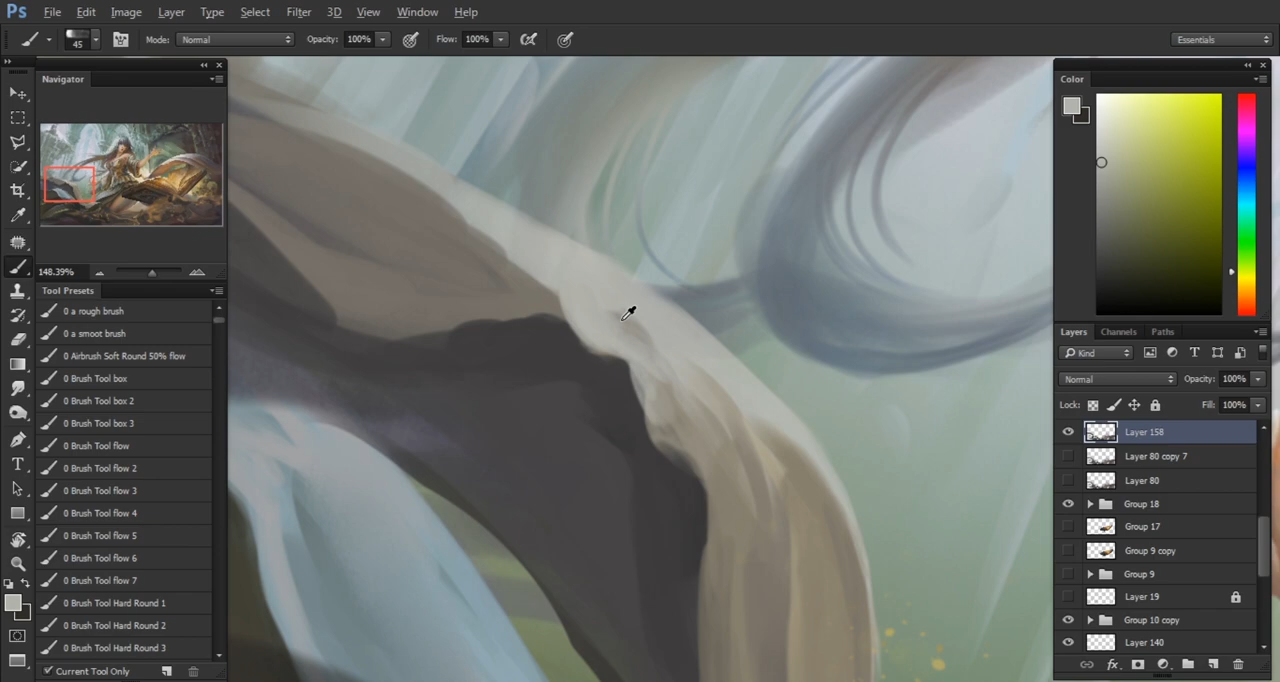 Ps File Edit Image Layer Type Select Filter 3D View Window Help
45 Mode: Normal Opacity: 100% Flow: 100% Essentials
Navigator
148.39%
Tool Presets
0 a rough brush
0 a smoot brush
0 Airbrush Soft Round 50% flow
0 Brush Tool box
0 Brush Tool box 2
0 Brush Tool box 3
0 Brush Tool flow
0 Brush Tool flow 2
0 Brush Tool flow 3
0 Brush Tool flow 4
0 Brush Tool flow 5
0 Brush Tool flow 6
0 Brush Tool flow 7
0 Brush Tool Hard Round 1
0 Brush Tool Hard Round 2
0 Brush Tool Hard Round 3
Current Tool Only
Color
Layers Channels Paths
Kind
Normal Opacity: 100%
Lock: Fill: 100%
Layer 158
Layer 80 copy 7
Layer 80
Group 18
Group 17
Group 9 copy
Group 9
Layer 19
Group 10 copy
Layer 140
fx